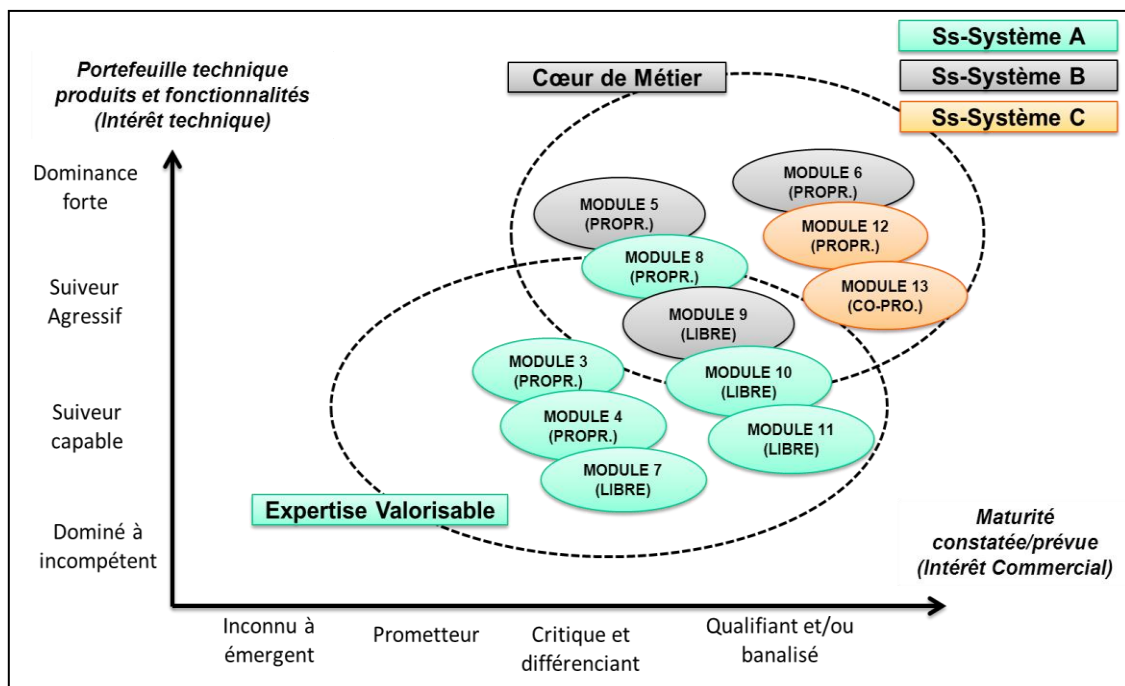 Portefeuille technique
produits et fonctionnalités
(Intérêt technique)
Cœur de Métier
Ss-Système A
Ss-Système B
Ss-Système C
Dominance
forte
Suiveur
Agressif
Suiveur
capable
Dominé à
incompétent
MODULE 6
(PROPR.)
MODULE 5
(PROPR.)
MODULE 12
(PROPR.)
MODULE 8
(PROPR.)
MODULE 13
(CO-PRO.)
MODULE 9
(LIBRE)
MODULE 3
(PROPR.)
MODULE 10
(LIBRE)
MODULE 4
(PROPR.)
MODULE 11
(LIBRE)
MODULE 7
(LIBRE)
Expertise Valorisable
Maturité
constatée/prévue
(Intérêt Commercial)
Inconnu à
émergent
Prometteur
Critique et
différenciant
Qualifiant et/ou
banalisé